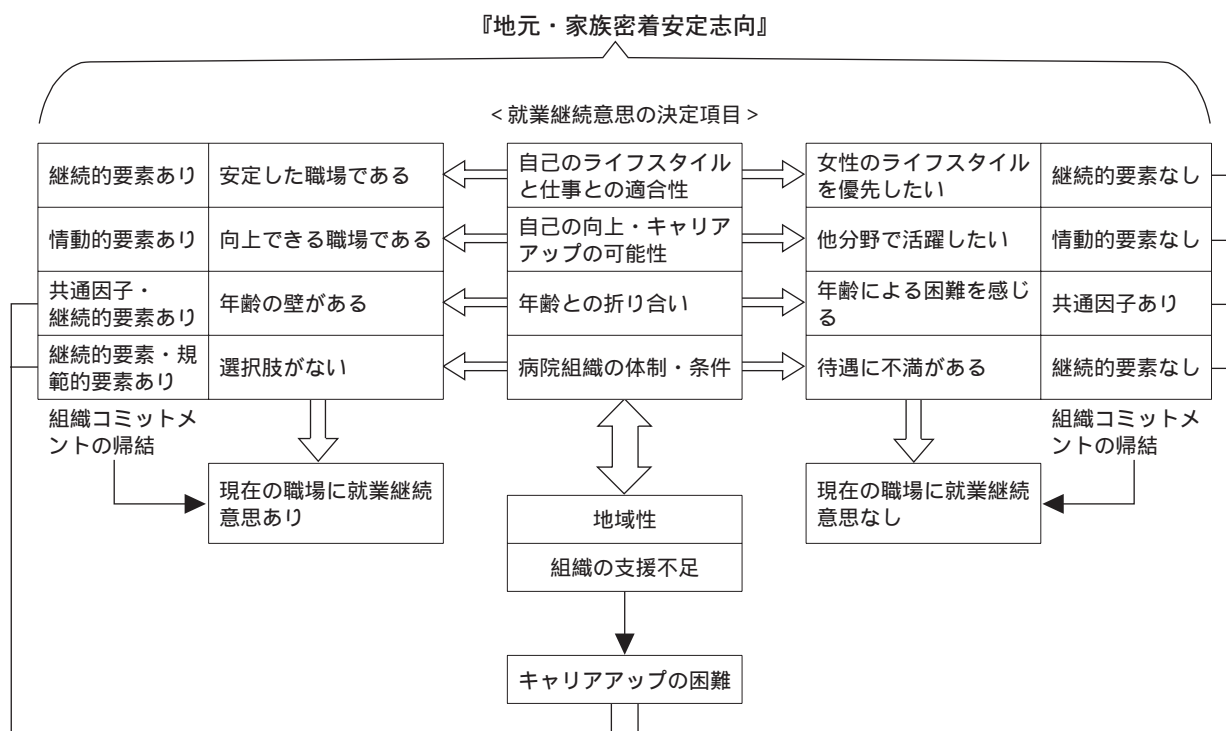 『地元・家族密着安定志向』
<就業継続意思の決定項目>
継続的要素あり
安定した職場である
自己のライフスタイル
と仕事との適合性
女性のライフスタイル
を優先したい
継続的要素なし
情動的要素あり
向上できる職場である
自己の向上・キャリア
アップの可能性
他分野で活躍したい
情動的要素なし
共通因子・
継続的要素あり
年齢の壁がある
年齢との折り合い
年齢による困難を感じ
る
共通因子あり
継続的要素・規
範的要素あり
選択肢がない
病院組織の体制・条件
待遇に不満がある
継続的要素なし
組織コミットメ
ントの帰結
組織コミットメ
ントの帰結
現在の職場に就業継続
意思あり
現在の職場に就業継続
意思なし
地域性
組織の支援不足
キャリアアップの困難